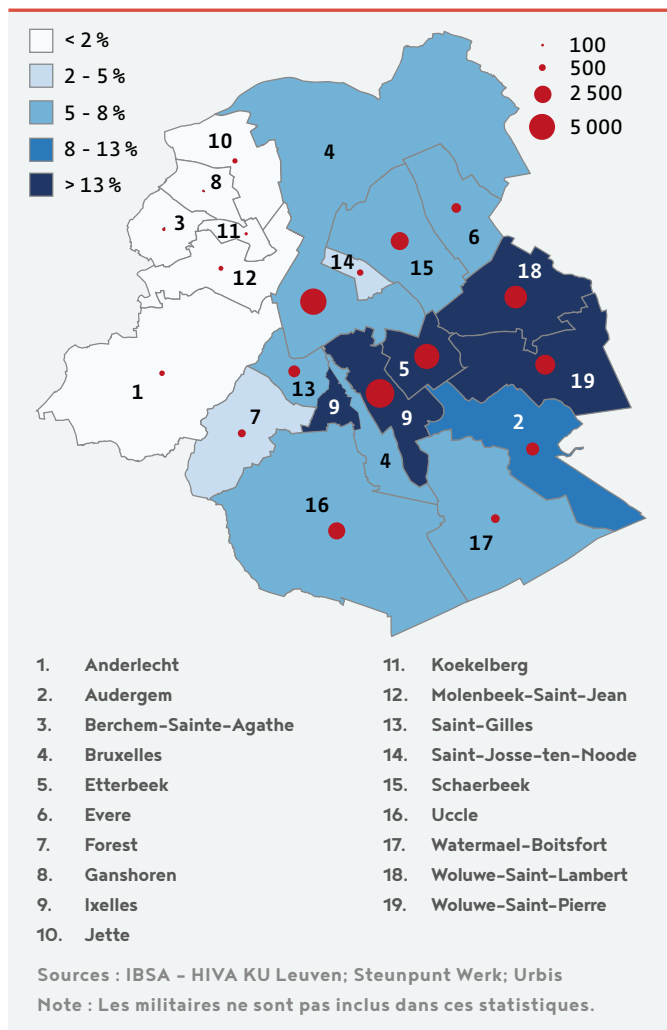 < 2 %
2 - 5 %
5 - 8 %
8 - 13 %
> 13 %
100
500
2 500
5 000
10
4
8
3
11
6
14
15
12
18
5
1
13
19
9
7
9
2
4
16
17
1. Anderlecht
2. Audergem
3. Berchem-Sainte-Agathe
4. Bruxelles
5. Etterbeek
6. Evere
7. Forest
8. Ganshoren
9. Ixelles
10. Jette
11. Koekelberg
12. Molenbeek-Saint-Jean
13. Saint-Gilles
14. Saint-Josse-ten-Noode
15. Schaerbeek
16. Uccle
17. Watermael-Boitsfort
18. Woluwe-Saint-Lambert
19. Woluwe-Saint-Pierre
Sources : IBSA - HIVA KU Leuven; Steunpunt Werk; Urbis
Note : Les militaires ne sont pas inclus dans ces statistiques.